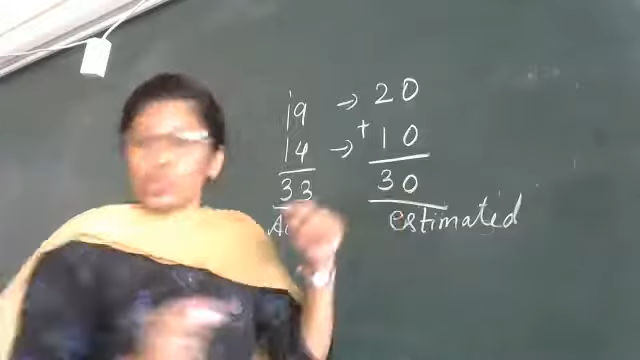 19 → 20
14 → + 10
33 30
estimated